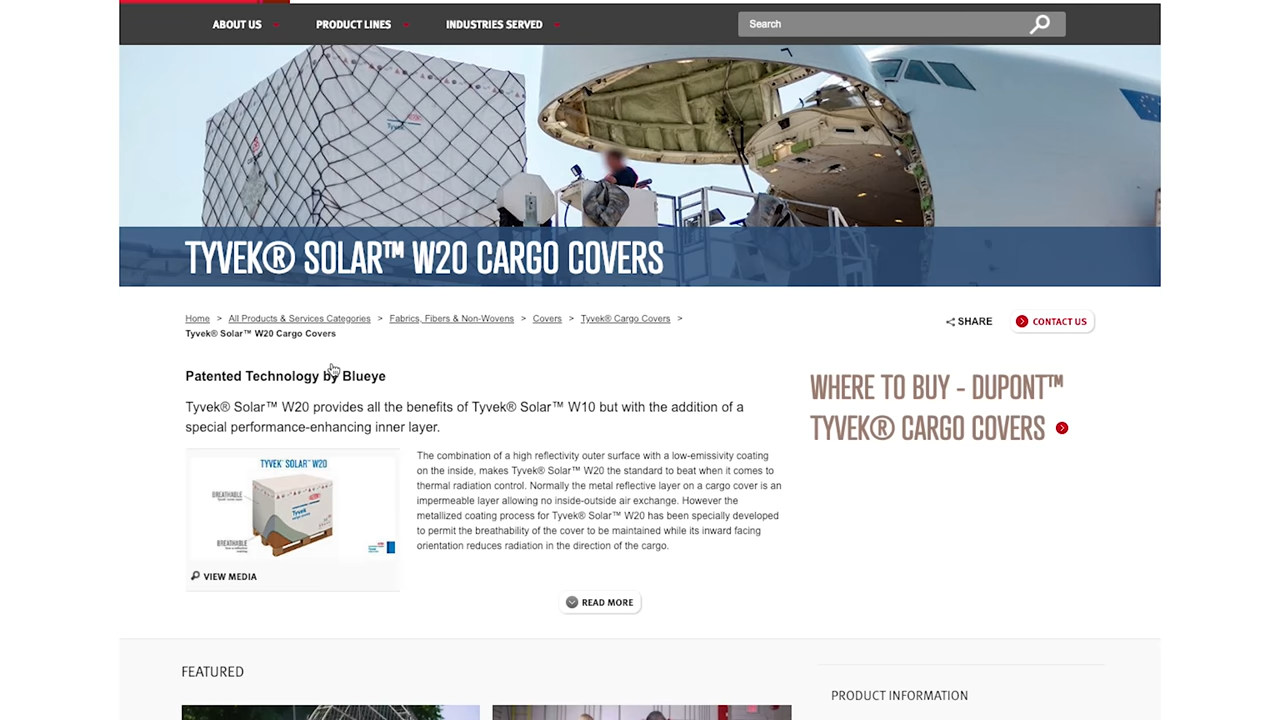 ABOUT US
PRODUCT LINES
INDUSTRIES SERVED
Search
Tyvek
TYVEK® SOLAR™ W20 CARGO COVERS
Home > All Products & Services Categories > Fabrics, Fibers & Non-Wovens > Covers > Tyvek® Cargo Covers >
Tyvek® Solar™ W20 Cargo Covers
SHARE
CONTACT US
Patented Technology by Blueye
Tyvek® Solar™ W20 provides all the benefits of Tyvek® Solar™ W10 but with the addition of a
special performance-enhancing inner layer.
WHERE TO BUY - DUPONT™
TYVEK® CARGO COVERS
TYVEK® SOLAR™ W20
BREATHABLE
Tyvek
BREATHABLE
VIEW MEDIA
The combination of a high reflectivity outer surface with a low-emissivity coating
on the inside, makes Tyvek® Solar™ W20 the standard to beat when it comes to
thermal radiation control. Normally the metal reflective layer on a cargo cover is an
impermeable layer allowing no inside-outside air exchange. However the
metallized coating process for Tyvek® Solar™ W20 has been specially developed
to permit the breathability of the cover to be maintained while its inward facing
orientation reduces radiation in the direction of the cargo.
READ MORE
FEATURED
PRODUCT INFORMATION